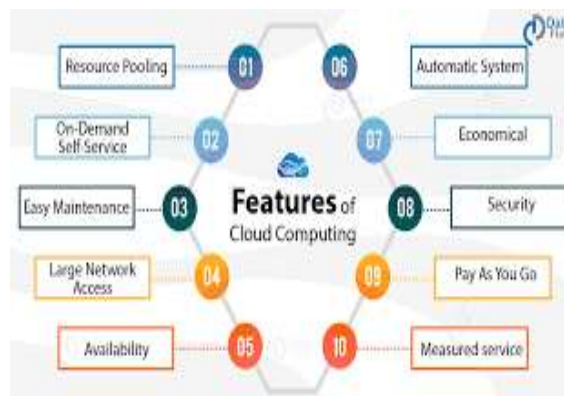 Resource Pooling
01
On-Demand
Self-Service
02
Easy Maintenance
03
Large Network
Access
04
Availability
05
Features of
Cloud Computing
06
Automatic System
07
Economical
08
Security
09
Pay As You Go
10
Measured service